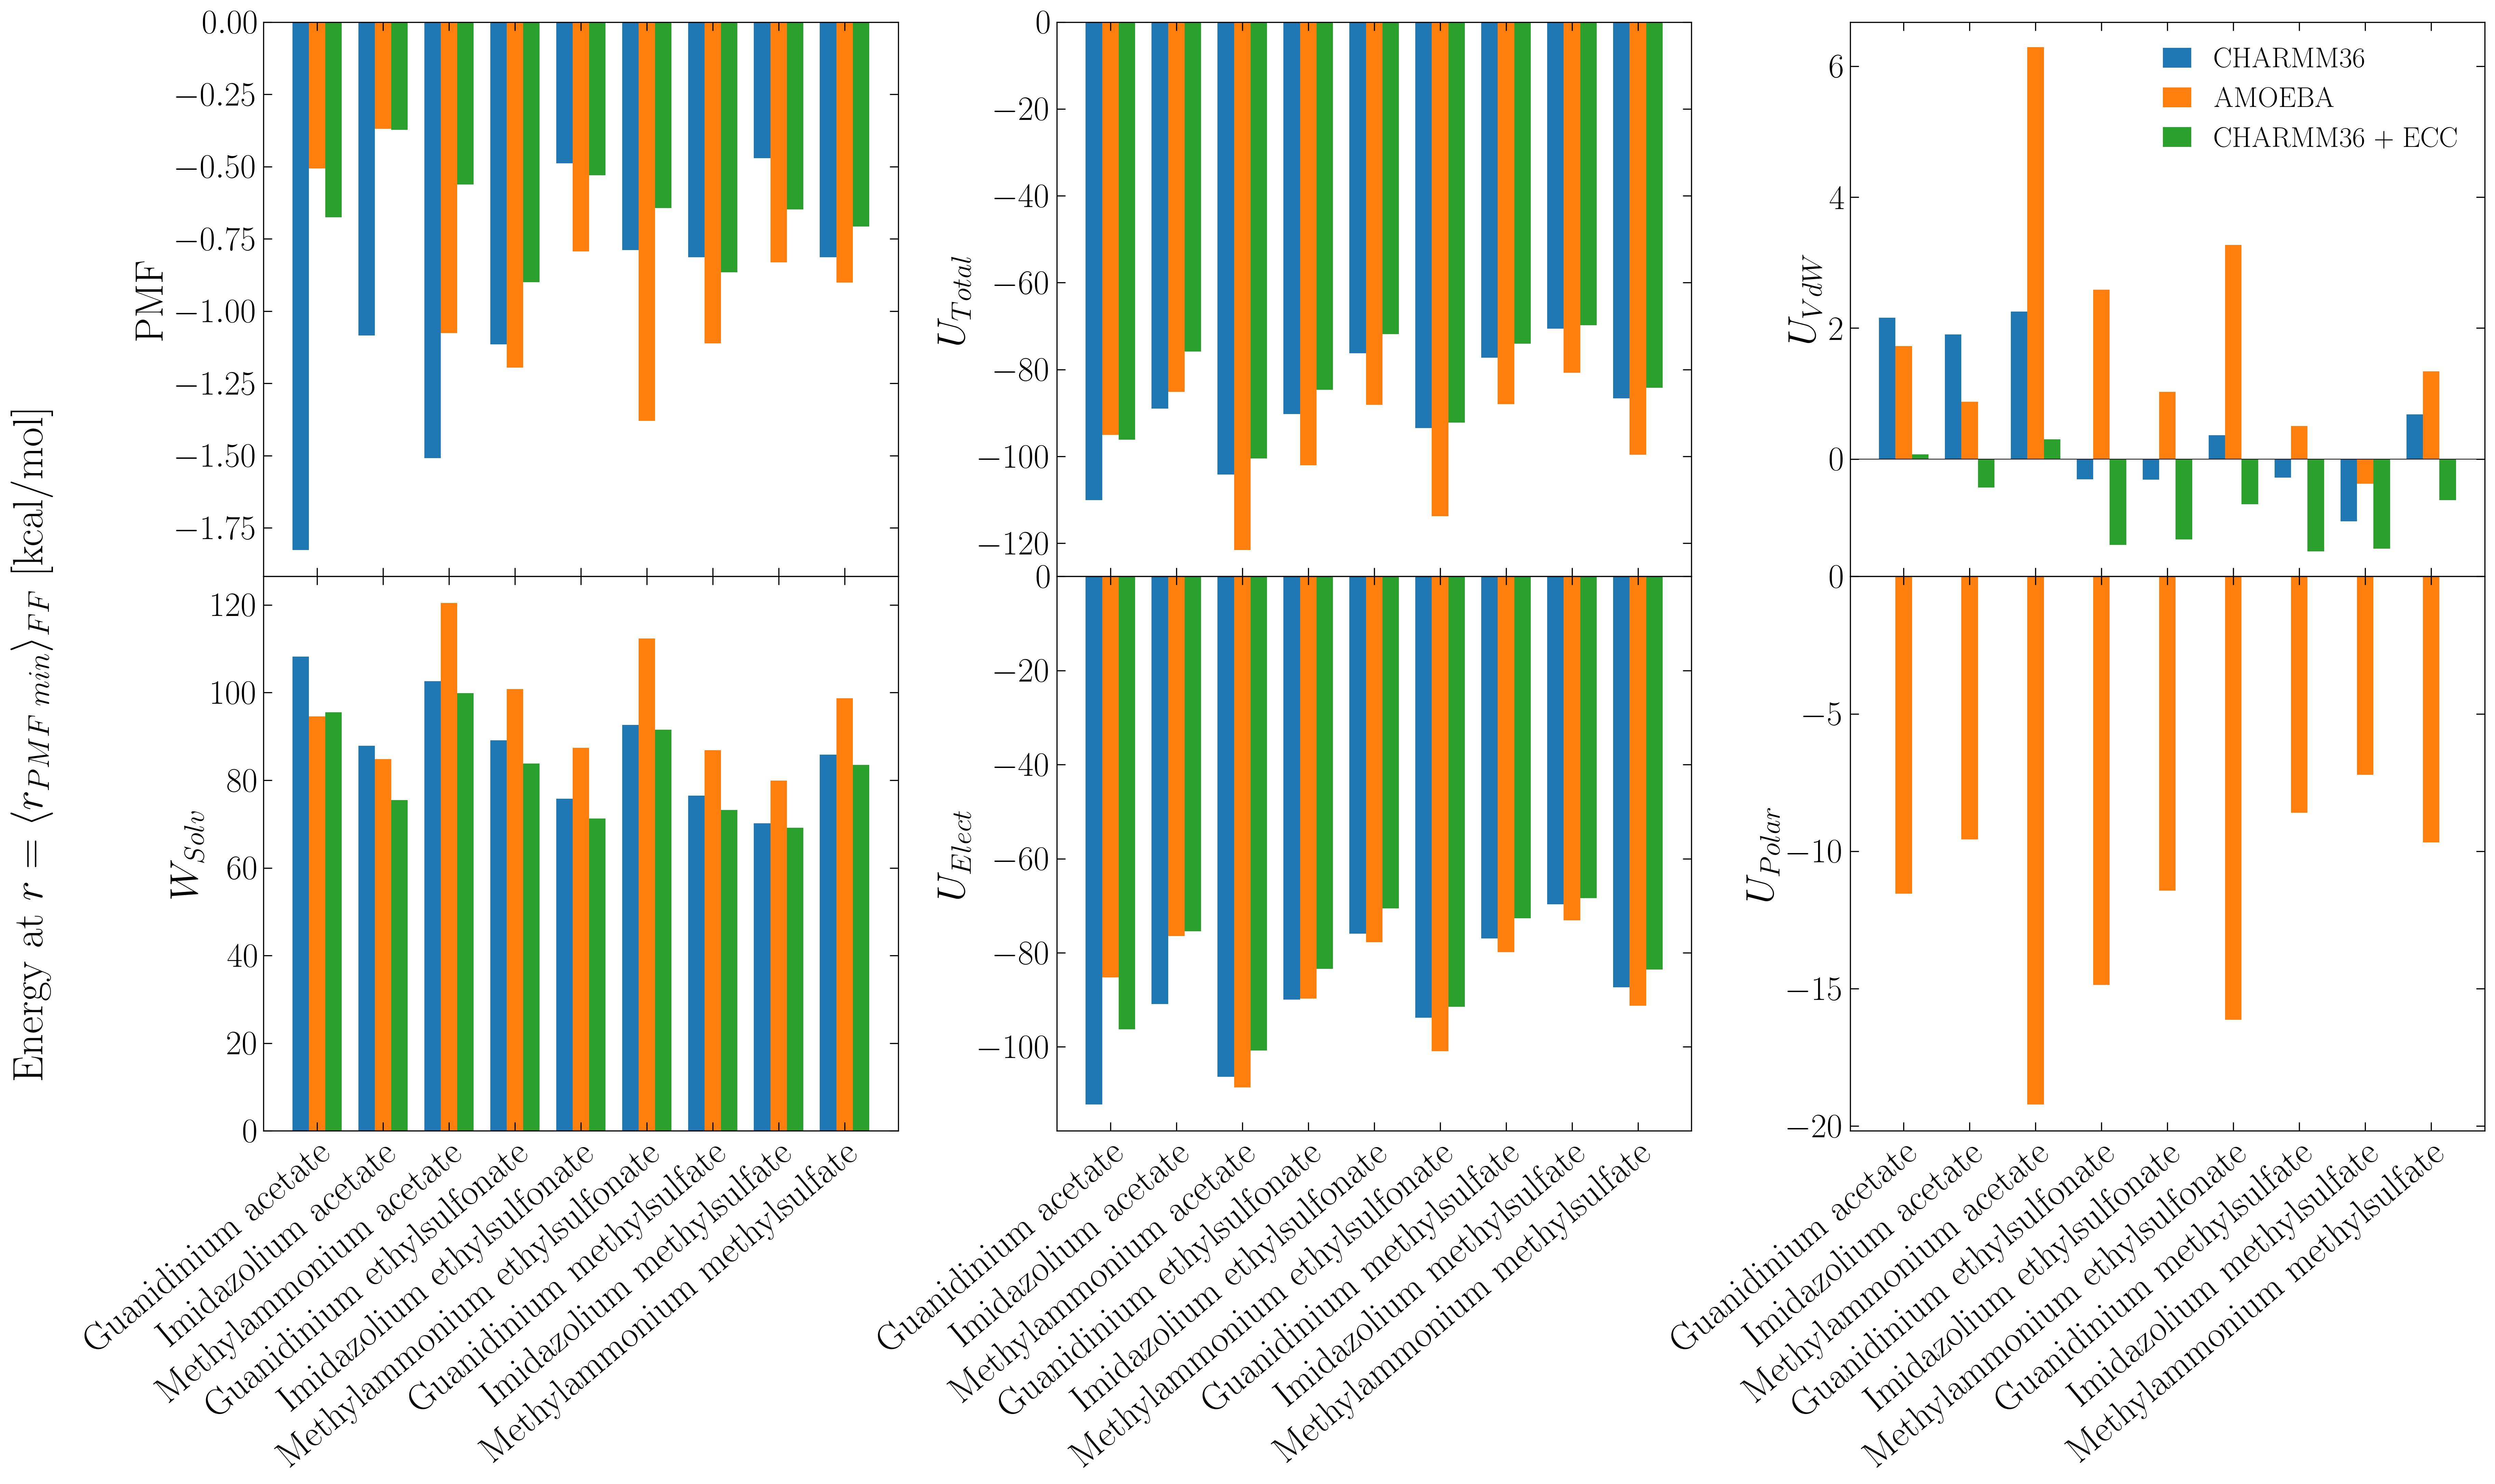 Energy at r = ⟨r_{PMF min}⟩_{FF} [kcal/mol]
PMF
0.00
−0.25
−0.50
−0.75
−1.00
−1.25
−1.50
−1.75
U_{Total}
0
−20
−40
−60
−80
−100
−120
U_{VdW}
6
4
2
0
CHARMM36
AMOEBA
CHARMM36 + ECC
W_{Solv}
120
100
80
60
40
20
0
U_{Elect}
0
−20
−40
−60
−80
−100
U_{Polar}
0
−5
−10
−15
−20
Guanidinium acetate
Imidazolium acetate
Methylammonium acetate
Guanidinium ethylsulfonate
Imidazolium ethylsulfonate
Methylammonium ethylsulfonate
Guanidinium methylsulfate
Imidazolium methylsulfate
Methylammonium methylsulfate
Guanidinium acetate
Imidazolium acetate
Methylammonium acetate
Guanidinium ethylsulfonate
Imidazolium ethylsulfonate
Methylammonium ethylsulfonate
Guanidinium methylsulfate
Imidazolium methylsulfate
Methylammonium methylsulfate
Guanidinium acetate
Imidazolium acetate
Methylammonium acetate
Guanidinium ethylsulfonate
Imidazolium ethylsulfonate
Methylammonium ethylsulfonate
Guanidinium methylsulfate
Imidazolium methylsulfate
Methylammonium methylsulfate